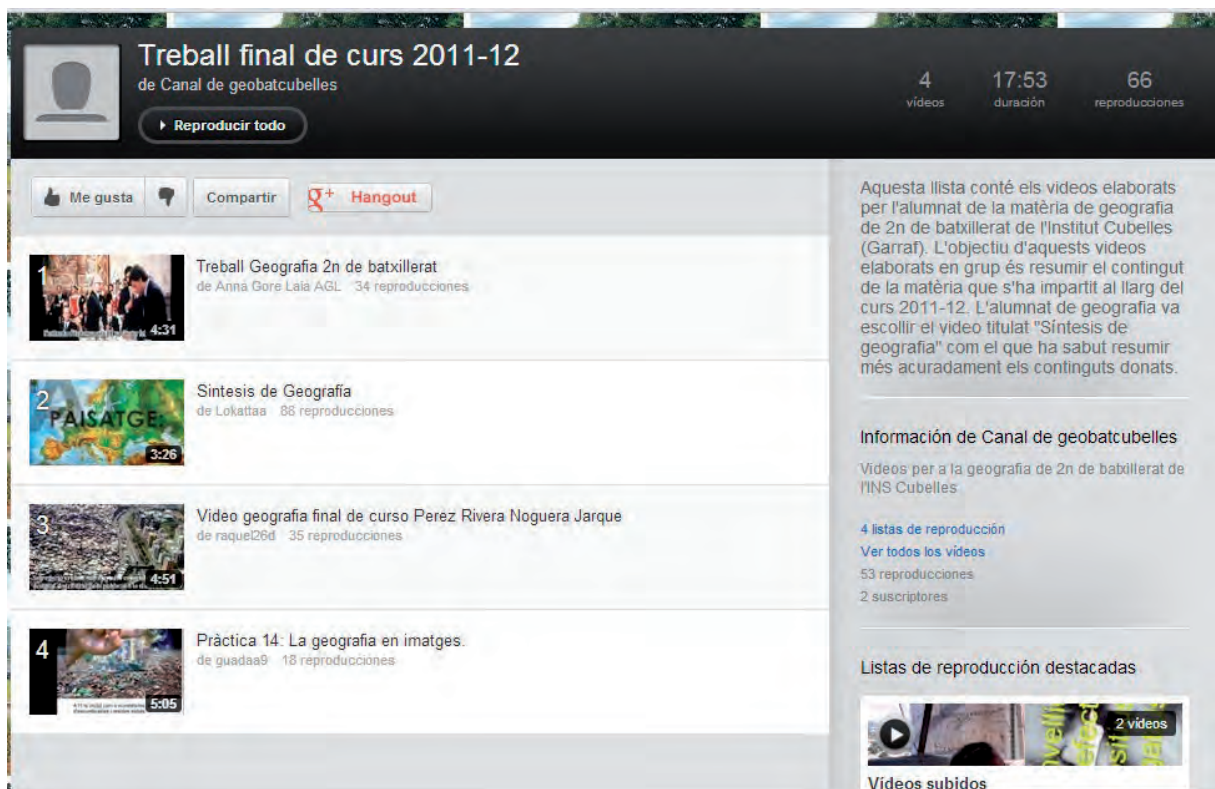 Treball final de curs 2011-12
de Canal de geobatcubelles
Reproducir todo
4
vídeos
17:53
duración
66
reproducciones
Me gusta
Compartir
g+ Hangout
1
4:31
Treball Geografia 2n de batxillerat
de Anna Gore Laia AGL 34 reproducciones
2
PAISATGE:
3:26
Sintesis de Geografía
de Lokattaa 86 reproducciones
3
4:51
Video geografia final de curso Perez Rivera Noguera Jarque
de raquel26d 35 reproducciones
4
5:05
Pràctica 14: La geografia en imatges.
de guadaa9 18 reproducciones
Aquesta llista conté els videos elaborats
per l'alumnat de la matèria de geografia
de 2n de batxillerat de l'Institut Cubelles
(Garraf). L'objectiu d'aquests videos
elaborats en grup és resumir el contingut
de la matèria que s'ha impartit al llarg del
curs 2011-12. L'alumnat de geografia va
escollir el video titulat "Síntesis de
geografia" com el que ha sabut resumir
més acuradament els continguts donats.
Información de Canal de geobatcubelles
Videos per a la geografia de 2n de batxillerat de
l'INS Cubelles
4 listas de reproducción
Ver todos los vídeos
53 reproducciones
2 suscriptores
Listas de reproducción destacadas
2 vídeos
Vídeos subidos